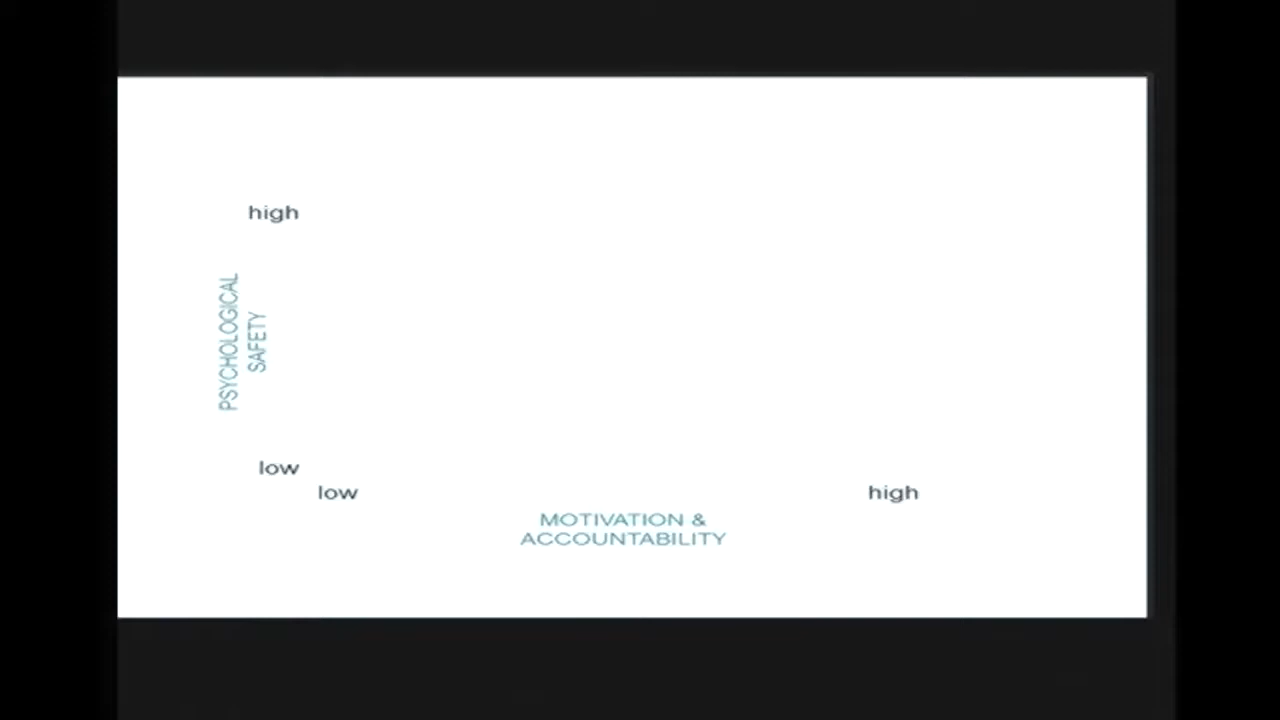 high
PSYCHOLOGICAL
SAFETY
low
low
high
MOTIVATION &
ACCOUNTABILITY